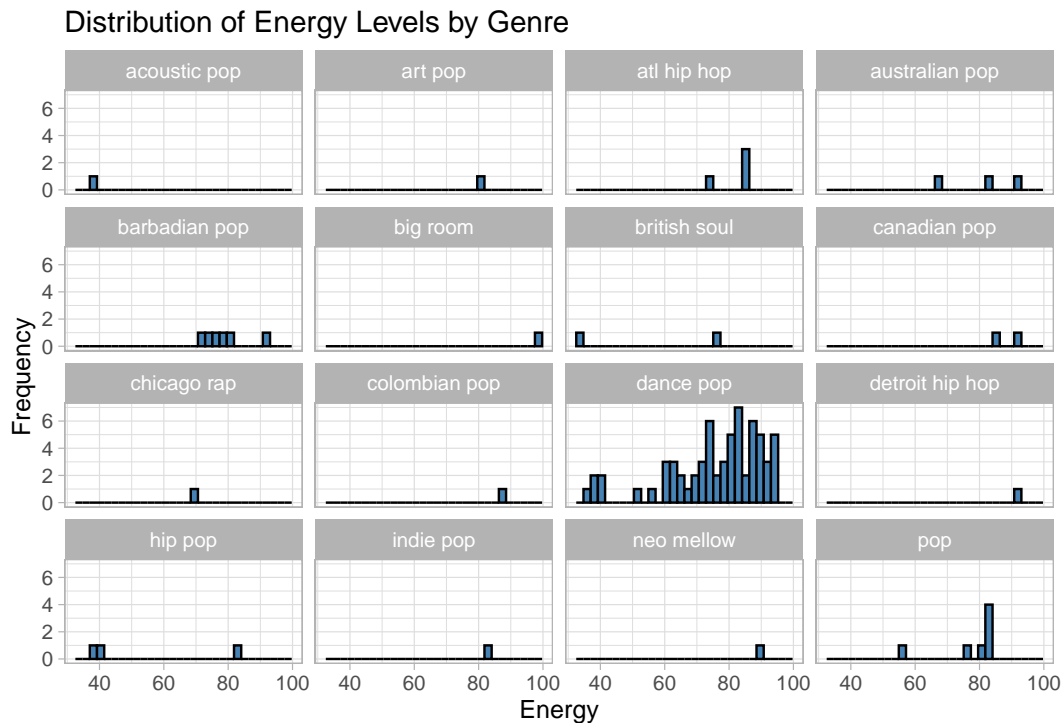 Distribution of Energy Levels by Genre
acoustic pop art pop atl hip hop australian pop
6
4
2
0
barbadian pop big room british soul canadian pop
6
4
2
0
chicago rap colombian pop dance pop detroit hip hop
6
4
2
0
hip pop indie pop neo mellow pop
6
4
2
0
40 60 80 100 40 60 80 100 40 60 80 100 40 60 80 100
Energy
Frequency